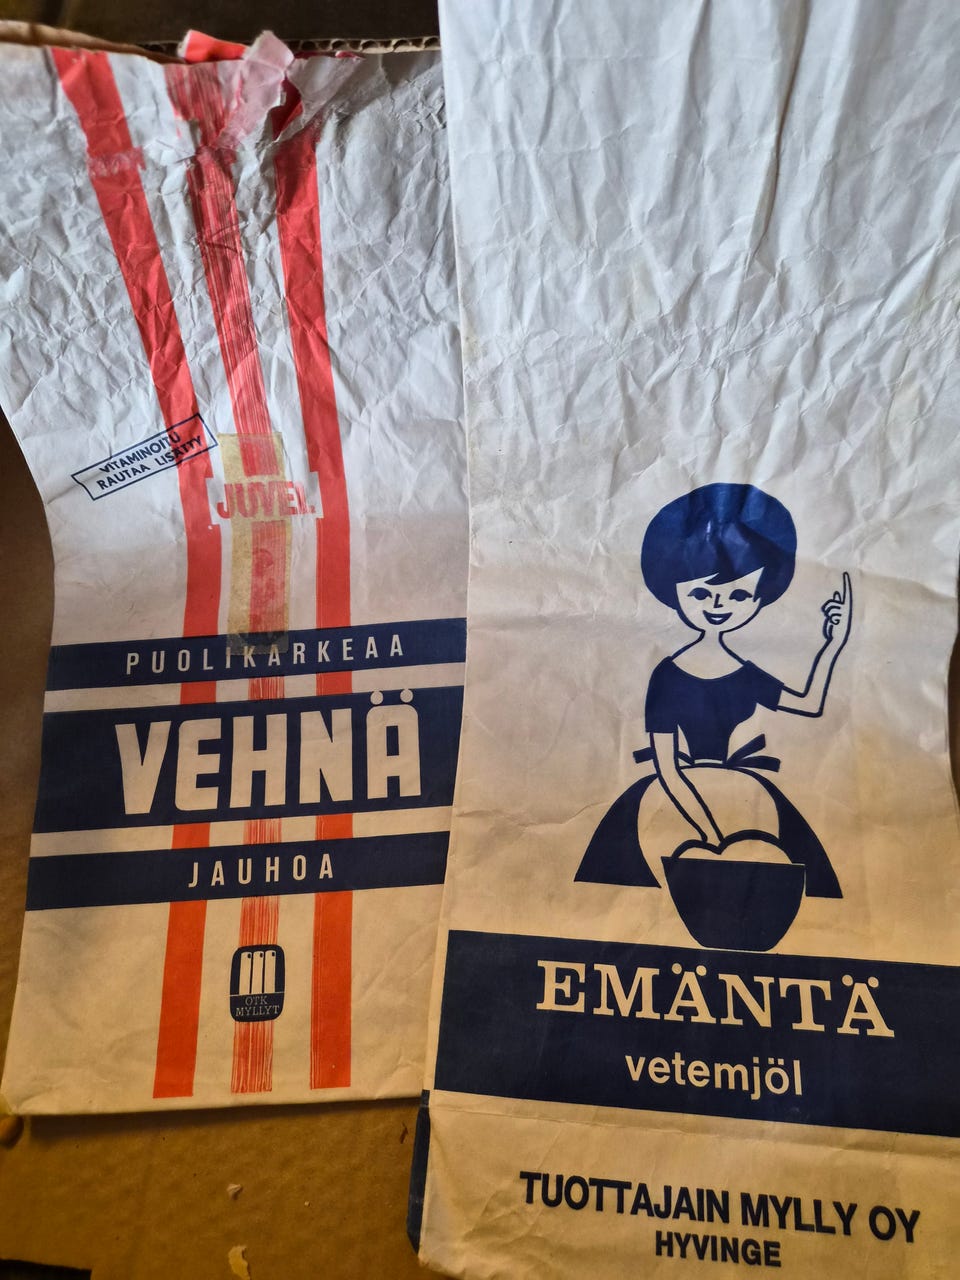 VITAMINOITU
RAUTAA LISÄTTY
JUVEL
PUOLIKARKEAA
VEHNÄ
JAUHOA
OTK
MYLLYT
EMÄNTÄ
vetemjöl
TUOTTAJAIN MYLLY OY
HYVINGE